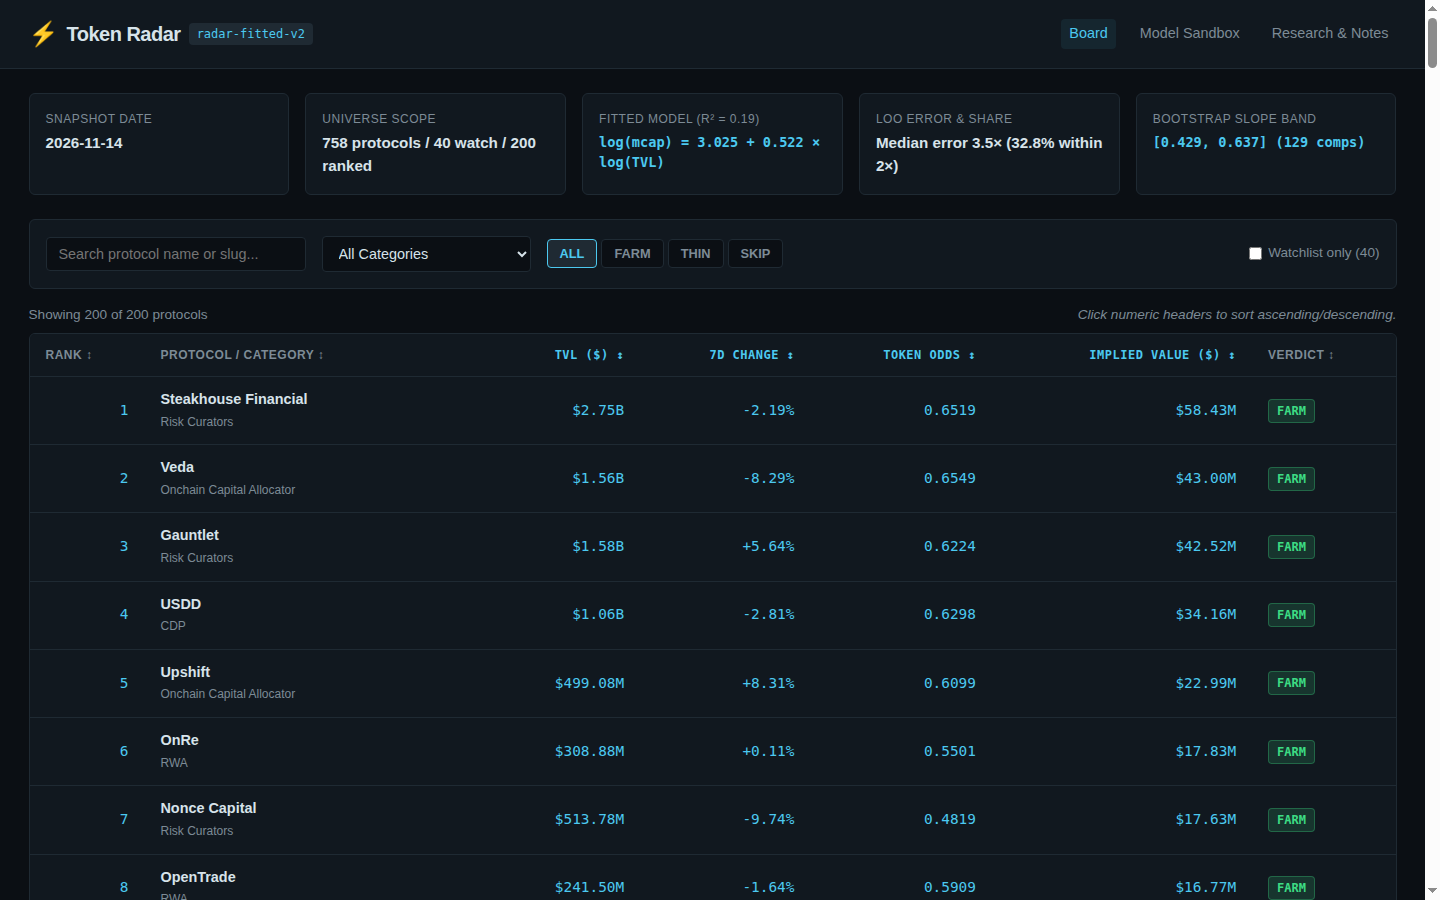 ⚡ Token Radar radar-fitted-v2 Board Model Sandbox Research & Notes
SNAPSHOT DATE
2026-11-14
UNIVERSE SCOPE
758 protocols / 40 watch / 200
ranked
FITTED MODEL (R² = 0.19)
log(mcap) = 3.025 + 0.522 ×
log(TVL)
LOO ERROR & SHARE
Median error 3.5× (32.8% within
2×)
BOOTSTRAP SLOPE BAND
[0.429, 0.637] (129 comps)
Search protocol name or slug... All Categories ALL FARM THIN SKIP Watchlist only (40)
Showing 200 of 200 protocols Click numeric headers to sort ascending/descending.
RANK ↕ PROTOCOL / CATEGORY ↕ TVL ($) ↕ 7D CHANGE ↕ TOKEN ODDS ↕ IMPLIED VALUE ($) ↕ VERDICT ↕
1 Steakhouse Financial $2.75B -2.19% 0.6519 $58.43M FARM
Risk Curators
2 Veda $1.56B -8.29% 0.6549 $43.00M FARM
Onchain Capital Allocator
3 Gauntlet $1.58B +5.64% 0.6224 $42.52M FARM
Risk Curators
4 USDD $1.06B -2.81% 0.6298 $34.16M FARM
CDP
5 Upshift $499.08M +8.31% 0.6099 $22.99M FARM
Onchain Capital Allocator
6 OnRe $308.88M +0.11% 0.5501 $17.83M FARM
RWA
7 Nonce Capital $513.78M -9.74% 0.4819 $17.63M FARM
Risk Curators
8 OpenTrade $241.50M -1.64% 0.5909 $16.77M FARM
RWA